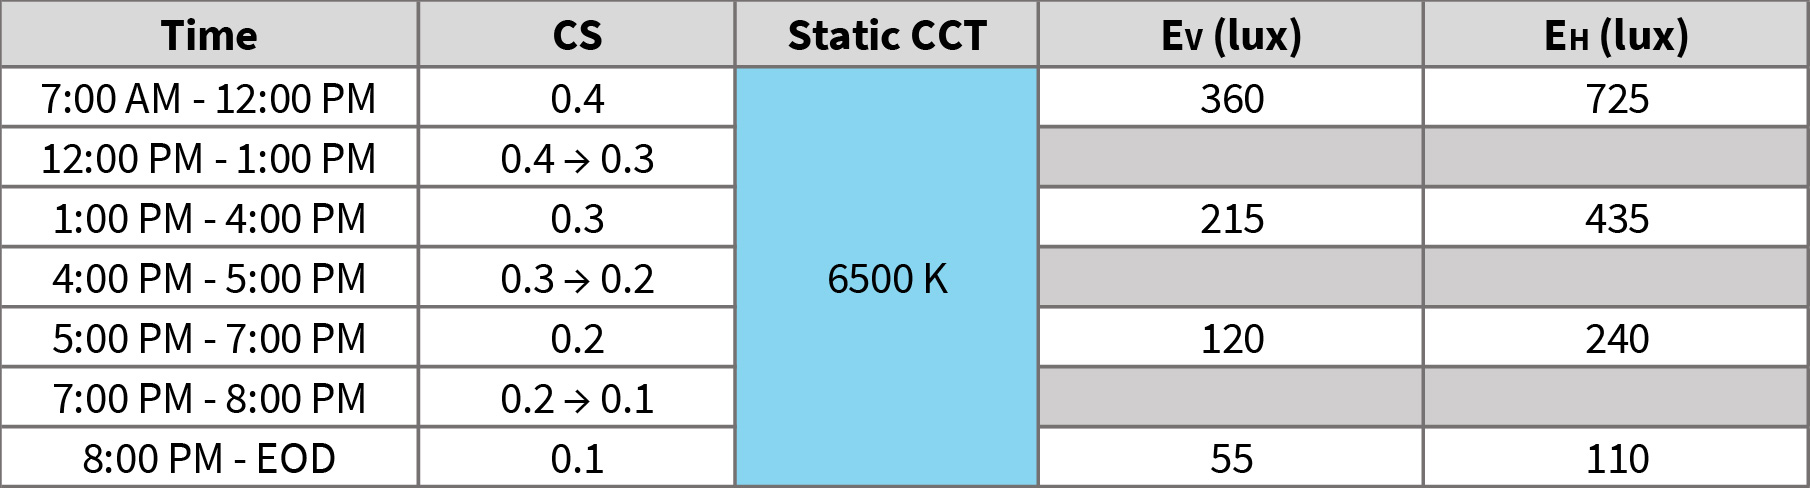 Time CS Static CCT EV (lux) EH (lux)
7:00 AM - 12:00 PM 0.4 360 725
12:00 PM - 1:00 PM 0.4 → 0.3
1:00 PM - 4:00 PM 0.3 215 435
4:00 PM - 5:00 PM 0.3 → 0.2 6500 K
5:00 PM - 7:00 PM 0.2 120 240
7:00 PM - 8:00 PM 0.2 → 0.1
8:00 PM - EOD 0.1 55 110